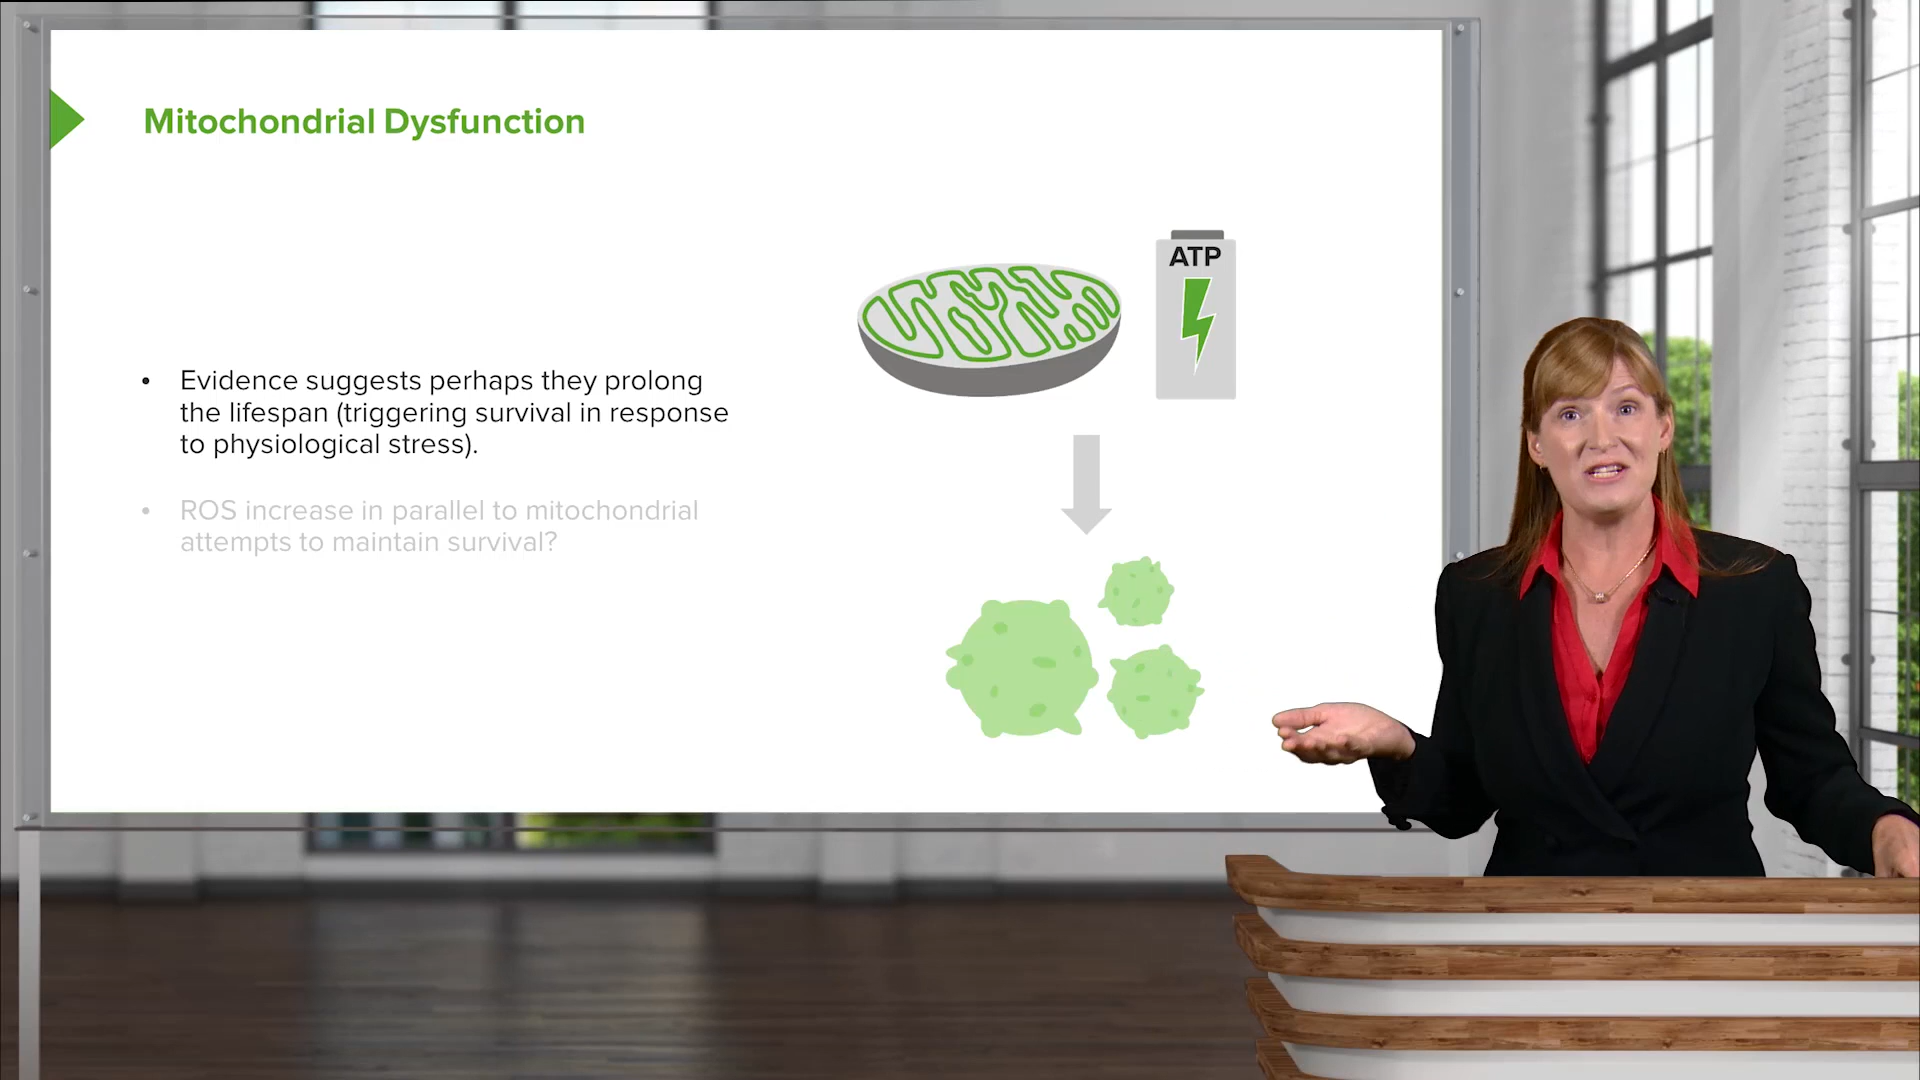 Mitochondrial Dysfunction
ATP
• Evidence suggests perhaps they prolong
the lifespan (triggering survival in response
to physiological stress).
• ROS increase in parallel to mitochondrial
attempts to maintain survival?